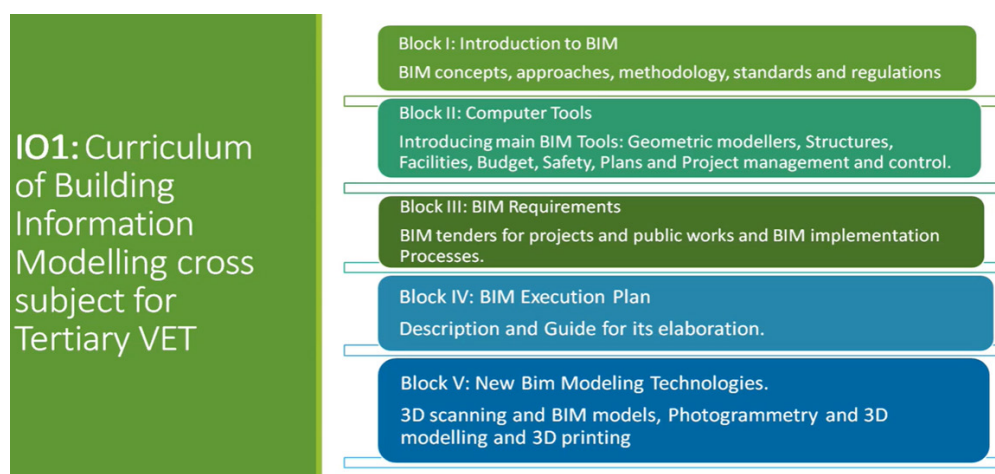 IO1: Curriculum
of Building
Information
Modelling cross
subject for
Tertiary VET
Block I: Introduction to BIM
BIM concepts, approaches, methodology, standards and regulations
Block II: Computer Tools
Introducing main BIM Tools: Geometric modellers, Structures,
Facilities, Budget, Safety, Plans and Project management and control.
Block III: BIM Requirements
BIM tenders for projects and public works and BIM implementation
Processes.
Block IV: BIM Execution Plan
Description and Guide for its elaboration.
Block V: New Bim Modeling Technologies.
3D scanning and BIM models, Photogrammetry and 3D
modelling and 3D printing